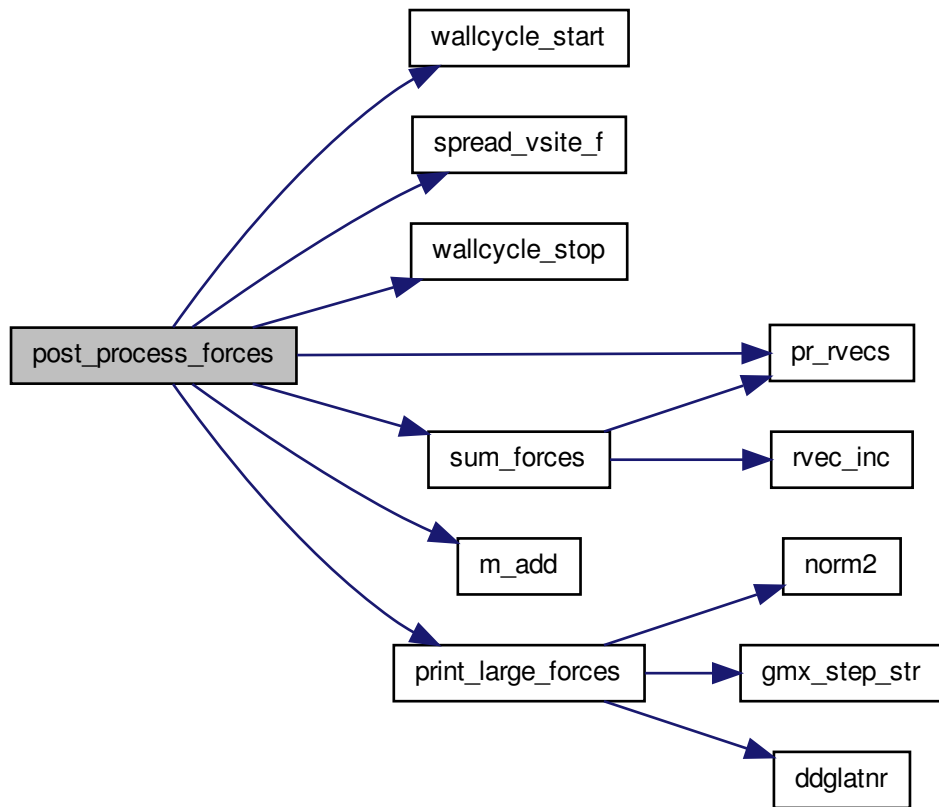 wallcycle_start
spread_vsite_f
wallcycle_stop
post_process_forces
pr_rvecs
sum_forces
rvec_inc
m_add
norm2
print_large_forces
gmx_step_str
ddglatnr